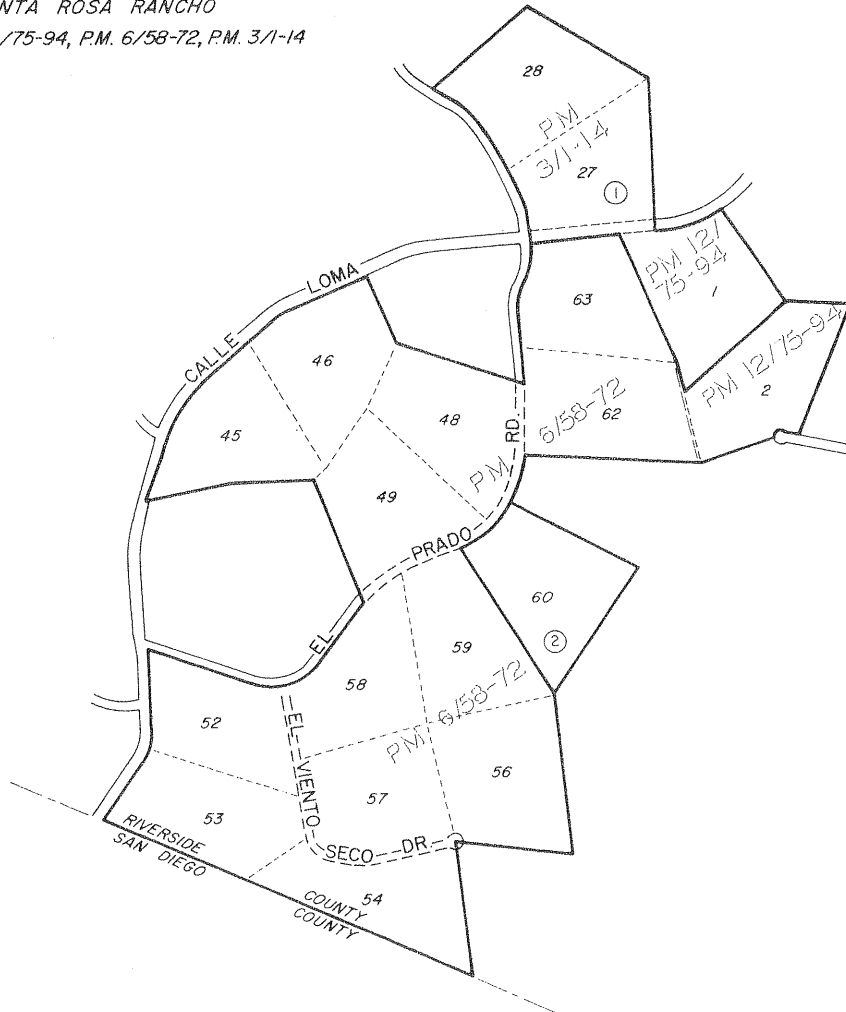 NTA ROSA RANCHO
/75-94, P.M. 6/58-72, P.M. 3/1-14
28
PM
3/1-14
27
1
PM 12/
75-94
1
LOMA
CALLE
63
46
PM 12/75-94
2
6/58-72
62
45
48
RD.
PM
49
PRADO
60
EL
59
2
58
52
PM 6/58-72
EL VIENTO
56
57
53
RIVERSIDE
SAN DIEGO
SECO DR.
COUNTY
COUNTY
54